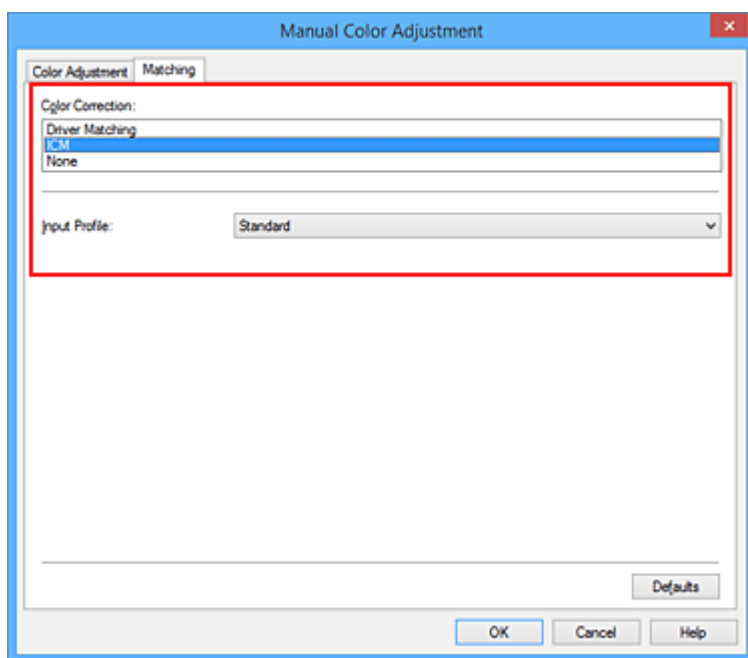 Manual Color Adjustment
Color Adjustment Matching
Color Correction:
Driver Matching
ICM
None
Input Profile: Standard
Defaults
OK Cancel Help